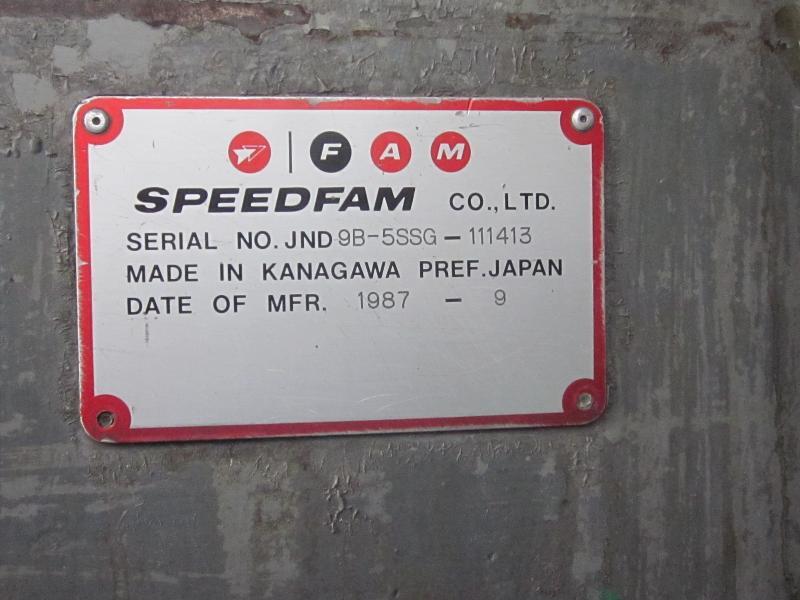 FAM
SPEEDFAM CO.,LTD.
SERIAL NO. JND 9B-5SSG-111413
MADE IN KANAGAWA PREF. JAPAN
DATE OF MFR. 1987 - 9